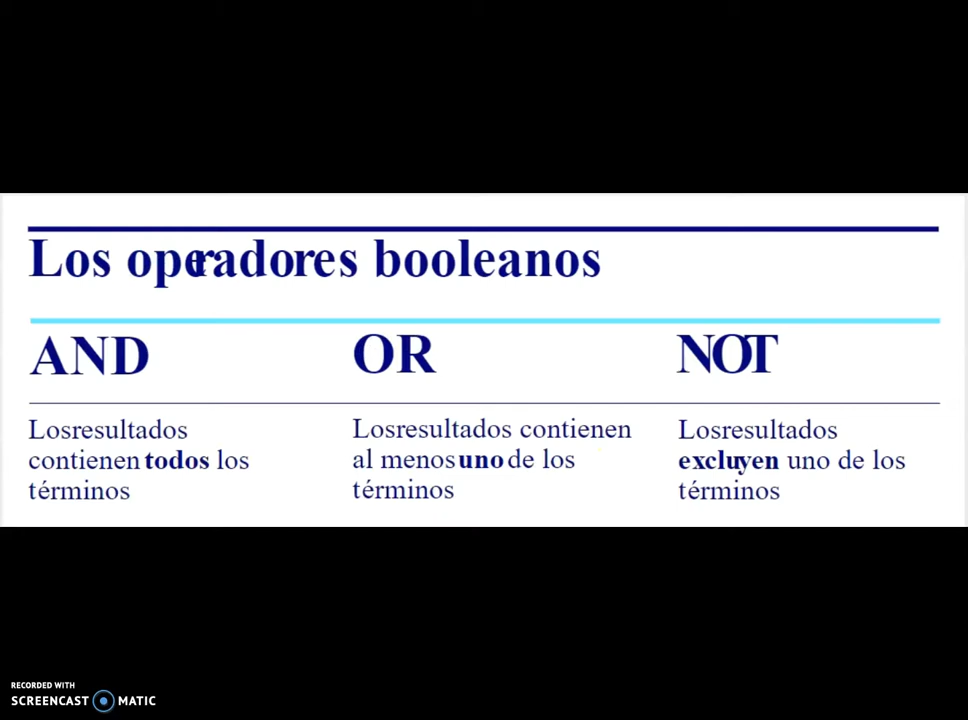 Los operadores booleanos
AND OR NOT
Losresultados
contienen todos los
términos
Losresultados contienen
al menos uno de los
términos
Losresultados
excluyen uno de los
términos
RECORDED WITH
SCREENCAST MATIC